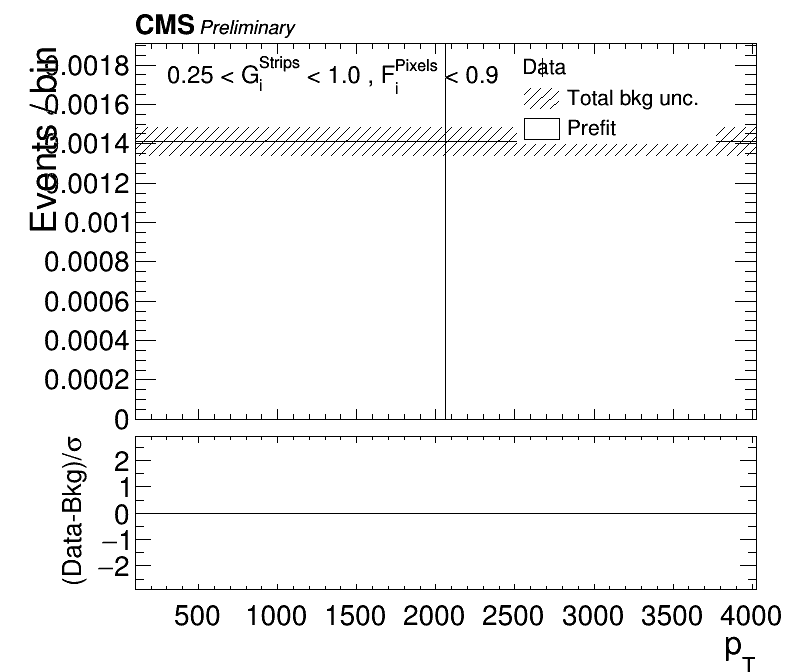 CMS Preliminary
0.25 < G_i^Strips < 1.0 , F_i^Pixels < 0.9
Data
Total bkg unc.
Prefit
Events / bin
0.0018
0.0016
0.0014
0.0012
0.001
0.0008
0.0006
0.0004
0.0002
0
(Data-Bkg)/σ
2
1
0
−1
−2
500 1000 1500 2000 2500 3000 3500 4000
p_T